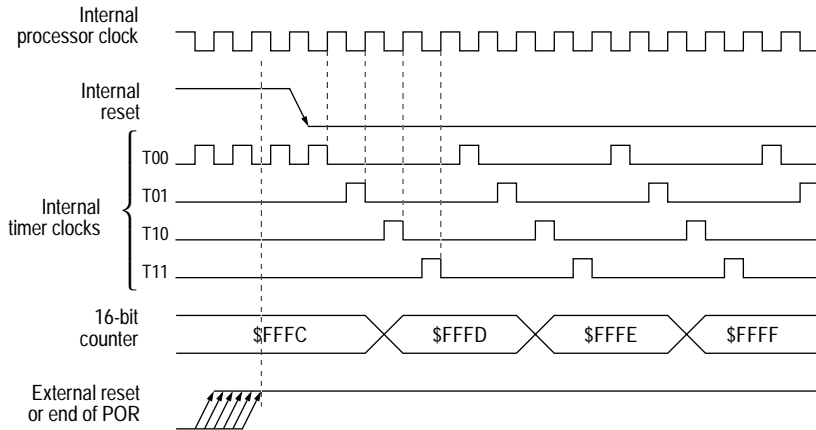 Internal
processor clock
Internal
reset
T00
T01
Internal
timer clocks
T10
T11
16-bit
counter
$FFFC
$FFFD
$FFFE
$FFFF
External reset
or end of POR